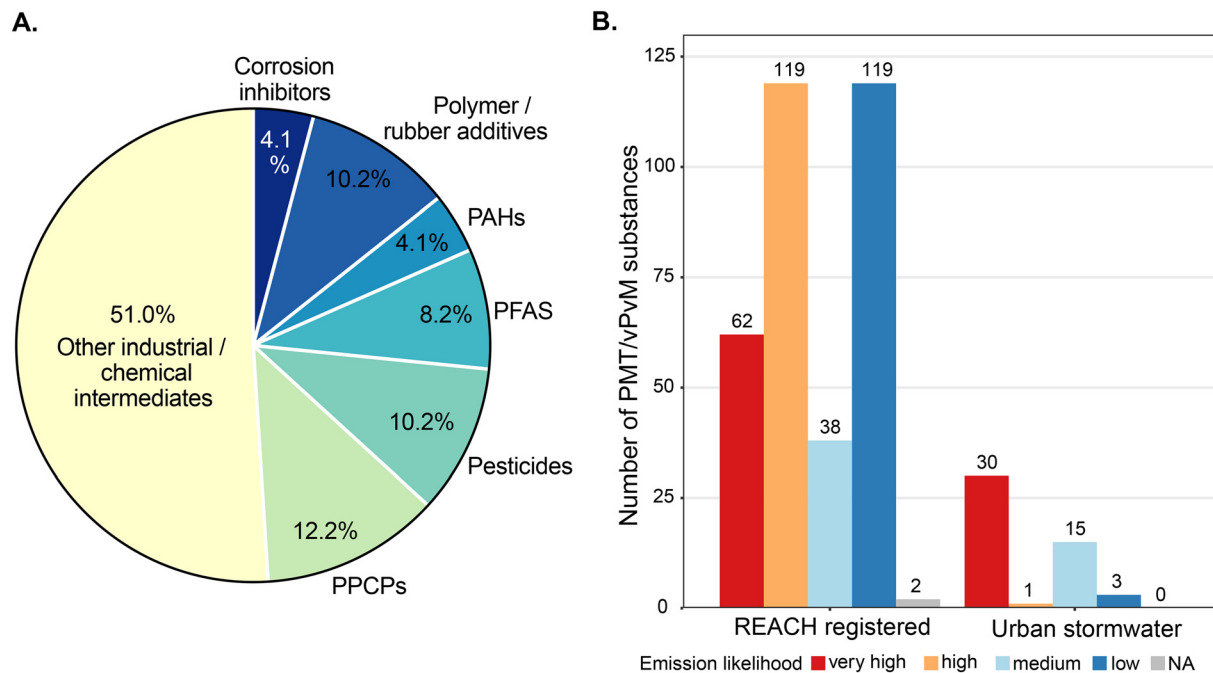 A.
Corrosion
inhibitors
4.1
%
Polymer /
rubber additives
10.2%
PAHs
4.1%
PFAS
8.2%
Pesticides
10.2%
PPCPs
12.2%
51.0%
Other industrial /
chemical
intermediates
B.
Number of PMT/vPvM substances
125
100
75
50
25
0
62
119
38
119
2
30
1
15
3
0
REACH registered
Urban stormwater
Emission likelihood very high high medium low NA